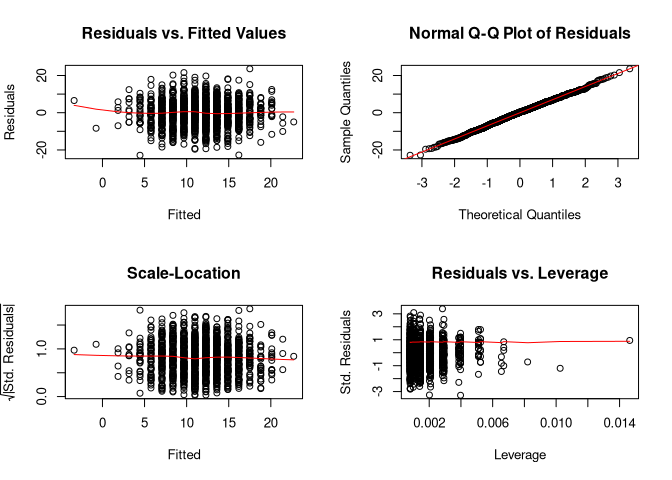 Residuals vs. Fitted Values
Residuals
-20
0
20
0
5
10
15
20
Fitted
Normal Q-Q Plot of Residuals
Sample Quantiles
-20
0
20
-3
-2
-1
0
1
2
3
Theoretical Quantiles
Scale-Location
√|Std. Residuals|
0.0
1.0
0
5
10
15
20
Fitted
Residuals vs. Leverage
Std. Residuals
-3
-1
1
3
0.002
0.006
0.010
0.014
Leverage